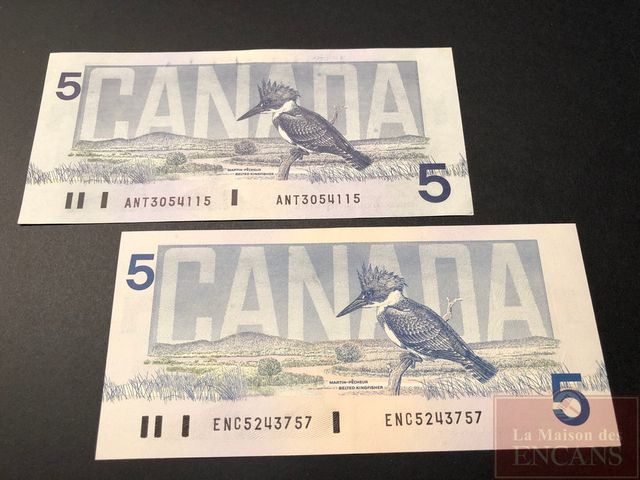 5 CANADA
MARTIN-PÊCHEUR
BELTED KINGFISHER
5
ANT3054115 ANT3054115
5 CANADA
MARTIN-PÊCHEUR
BELTED KINGFISHER
5
ENC5243757 ENC5243757
La Maison des
ENCANS